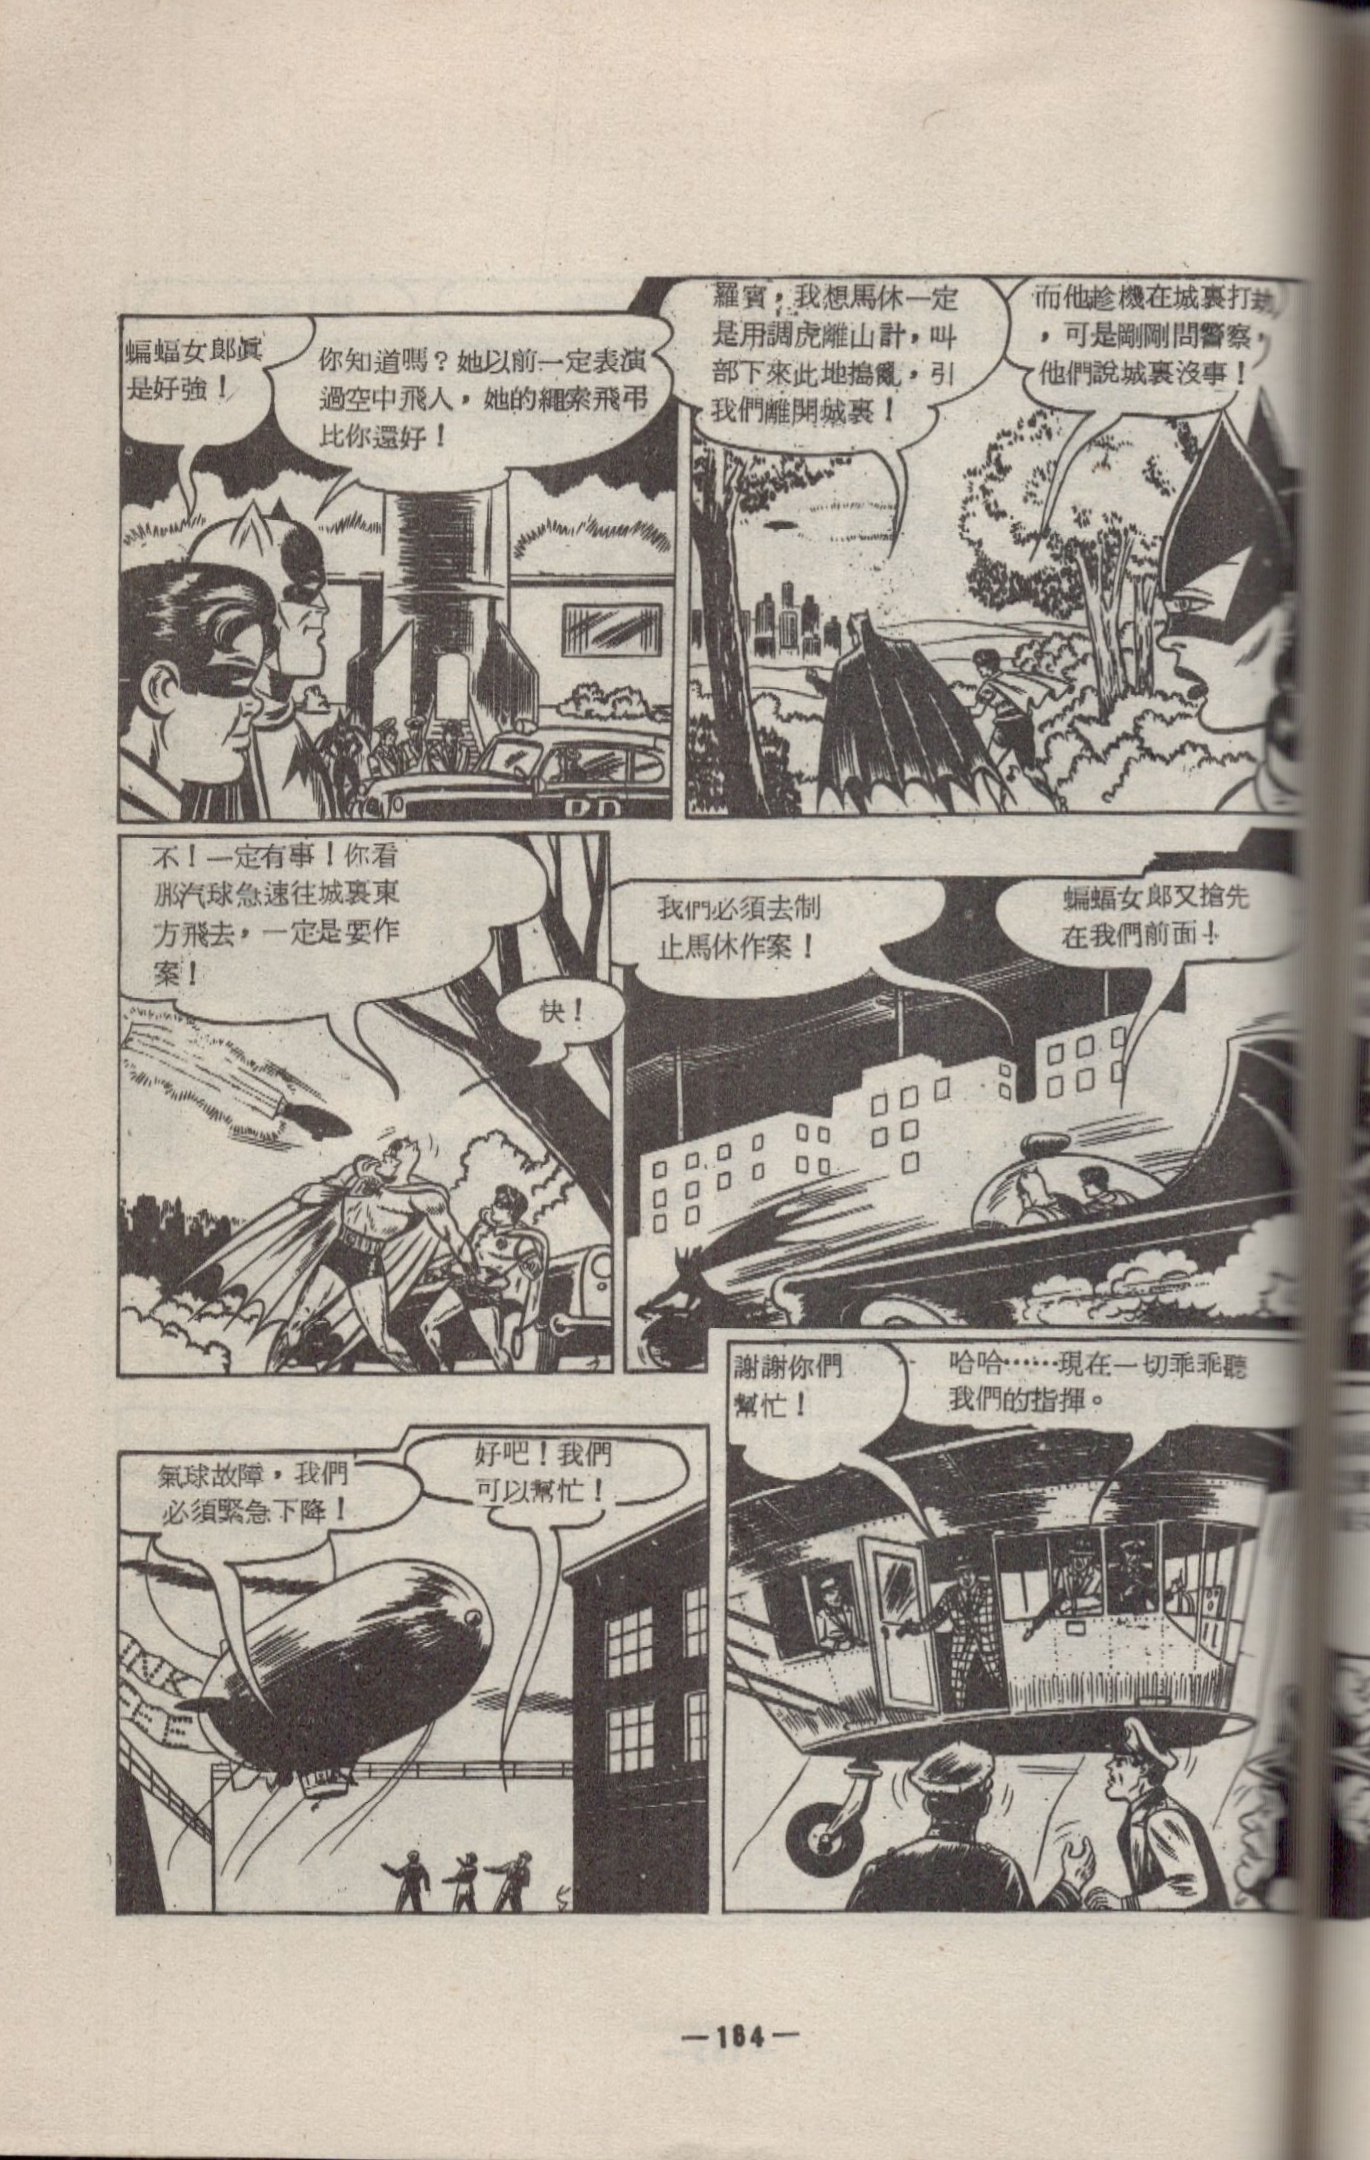 蝙蝠女郎眞
是好強！
你知道嗎？她以前一定表演
過空中飛人，她的繩索飛弔
比你還好！
羅賓，我想馬休一定
是用調虎離山計，叫
部下來此地搗亂，引
我們離開城裏！
而他趁機在城裏打劫
，可是剛剛問警察，
他們說城裏沒事！
P.D.
不！一定有事！你看
那汽球急速往城裏東
方飛去，一定是要作
案！
快！
我們必須去制
止馬休作案！
蝙蝠女郎又搶先
在我們前面！
氣球故障，我們
必須緊急下降！
好吧！我們
可以幫忙！
INK
謝謝你們
幫忙！
哈哈……現在一切乖乖聽
我們的指揮。
—164—